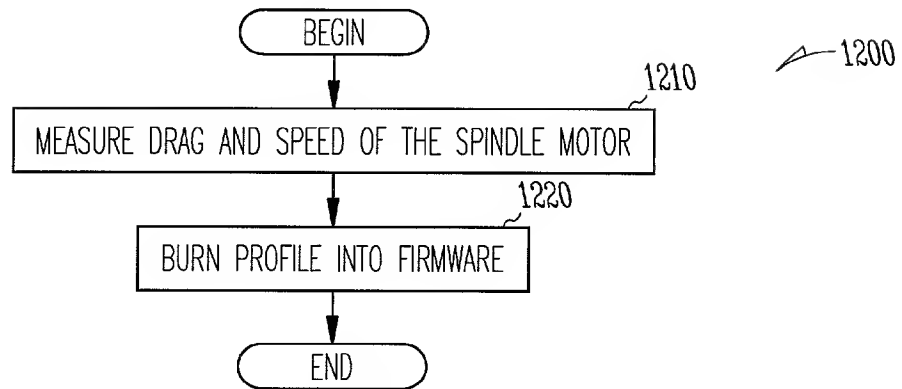 BEGIN
1200
1210
MEASURE DRAG AND SPEED OF THE SPINDLE MOTOR
1220
BURN PROFILE INTO FIRMWARE
END